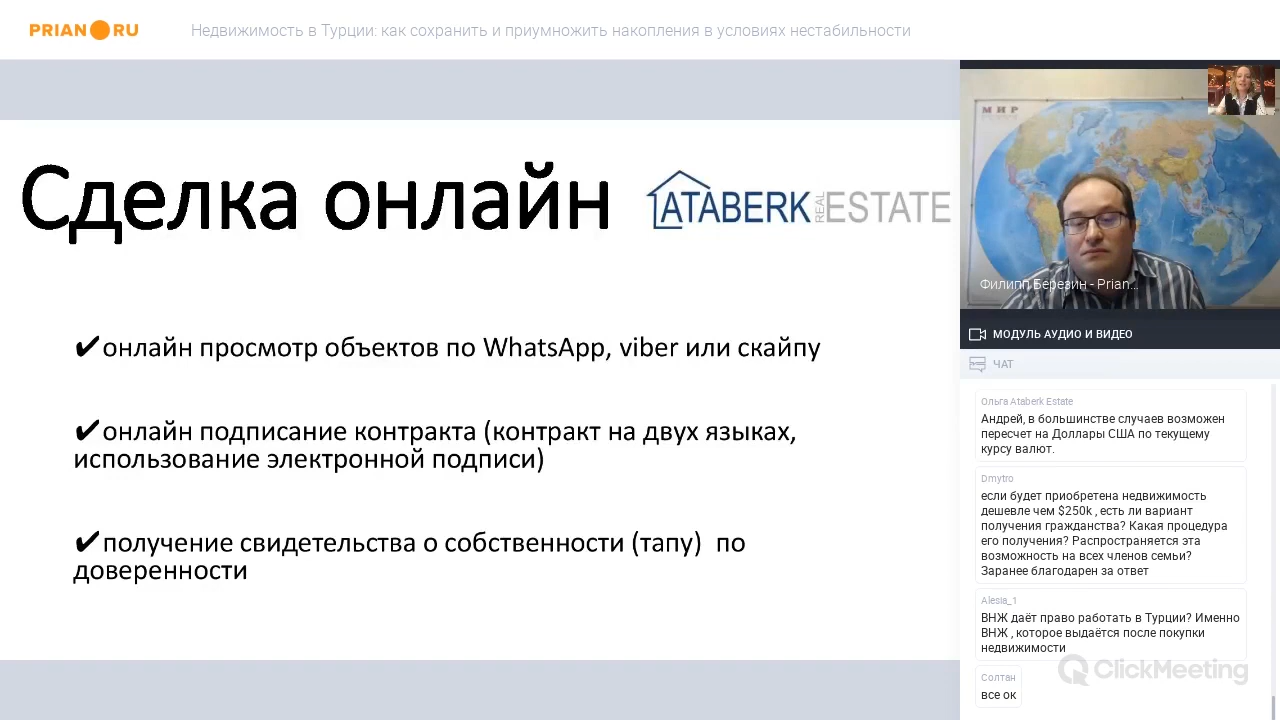 PRIAN RU
Недвижимость в Турции: как сохранить и приумножить накопления в условиях нестабильности
Сделка онлайн
ATABERK REAL ESTATE
✔онлайн просмотр объектов по WhatsApp, viber или скайпу
✔онлайн подписание контракта (контракт на двух языках,
использование электронной подписи)
✔получение свидетельства о собственности (тапу) по
доверенности
МИР
Филипп Березин - Prian...
МОДУЛЬ АУДИО И ВИДЕО
ЧАТ
Ольга Ataberk Estate
Андрей, в большинстве случаев возможен
пересчет на Доллары США по текущему
курсу валют.
Dmytro
если будет приобретена недвижимость
дешевле чем $250k , есть ли вариант
получения гражданства? Какая процедура
его получения? Распространяется эта
возможность на всех членов семьи?
Заранее благодарен за ответ
Alesia_1
ВНЖ даёт право работать в Турции? Именно
ВНЖ , которое выдаётся после покупки
недвижимости
ClickMeeting
Солтан
все ок